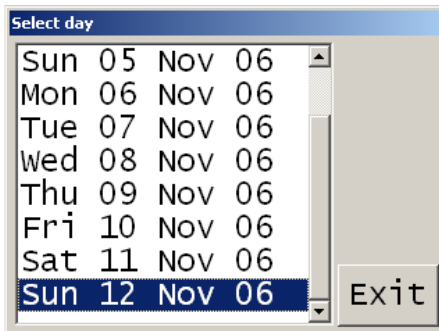 Select day
Sun 05 Nov 06
Mon 06 Nov 06
Tue 07 Nov 06
Wed 08 Nov 06
Thu 09 Nov 06
Fri 10 Nov 06
Sat 11 Nov 06
Sun 12 Nov 06
Exit